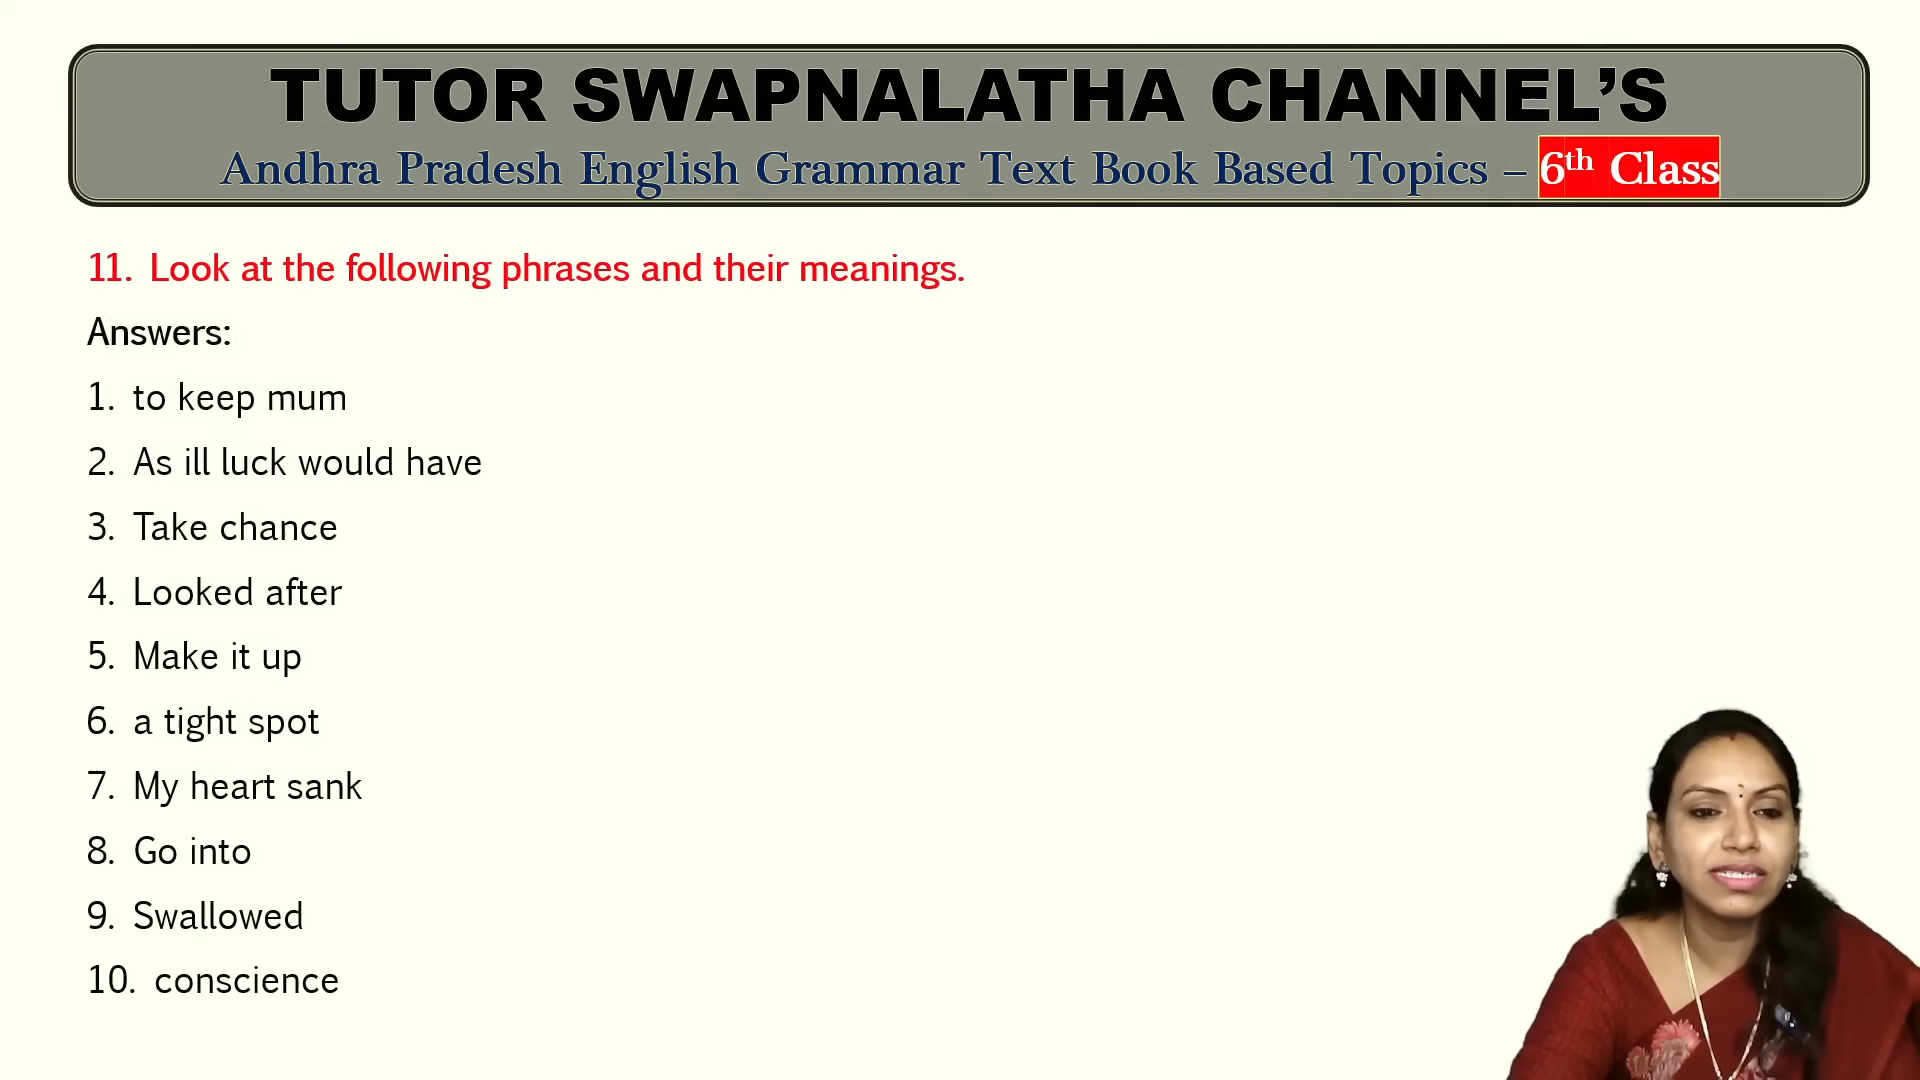 TUTOR SWAPNALATHA CHANNEL’S
Andhra Pradesh English Grammar Text Book Based Topics – 6th Class
11. Look at the following phrases and their meanings.
Answers:
1. to keep mum
2. As ill luck would have
3. Take chance
4. Looked after
5. Make it up
6. a tight spot
7. My heart sank
8. Go into
9. Swallowed
10. conscience